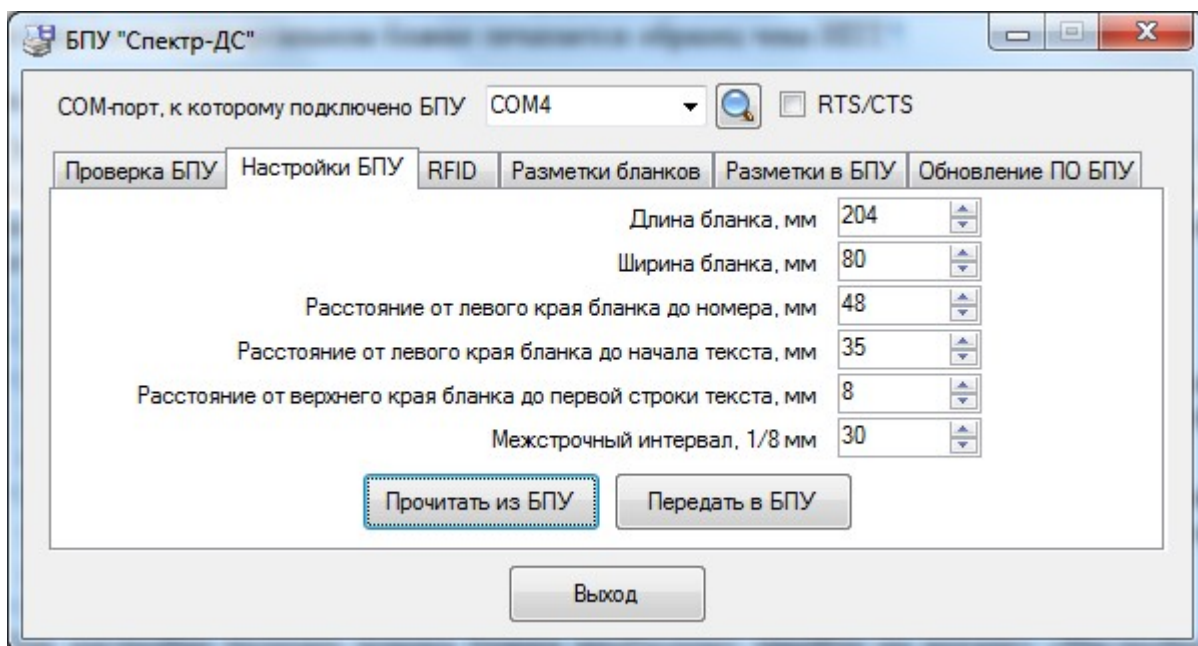 БПУ "Спектр-ДС"
COM-порт, к которому подключено БПУ COM4 RTS/CTS
Проверка БПУ Настройки БПУ RFID Разметки бланков Разметки в БПУ Обновление ПО БПУ
Длина бланка, мм 204
Ширина бланка, мм 80
Расстояние от левого края бланка до номера, мм 48
Расстояние от левого края бланка до начала текста, мм 35
Расстояние от верхнего края бланка до первой строки текста, мм 8
Межстрочный интервал, 1/8 мм 30
Прочитать из БПУ Передать в БПУ
Выход